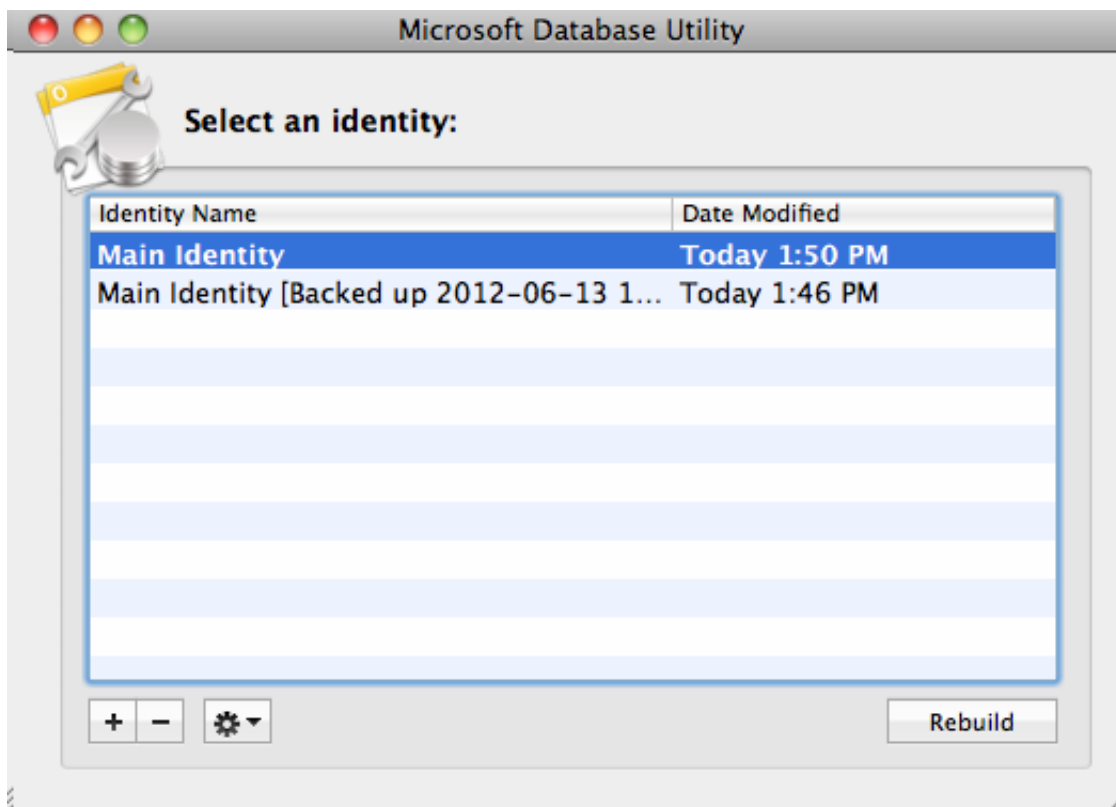 Microsoft Database Utility
Select an identity:
Identity Name Date Modified
Main Identity Today 1:50 PM
Main Identity [Backed up 2012-06-13 1... Today 1:46 PM
+ − Rebuild